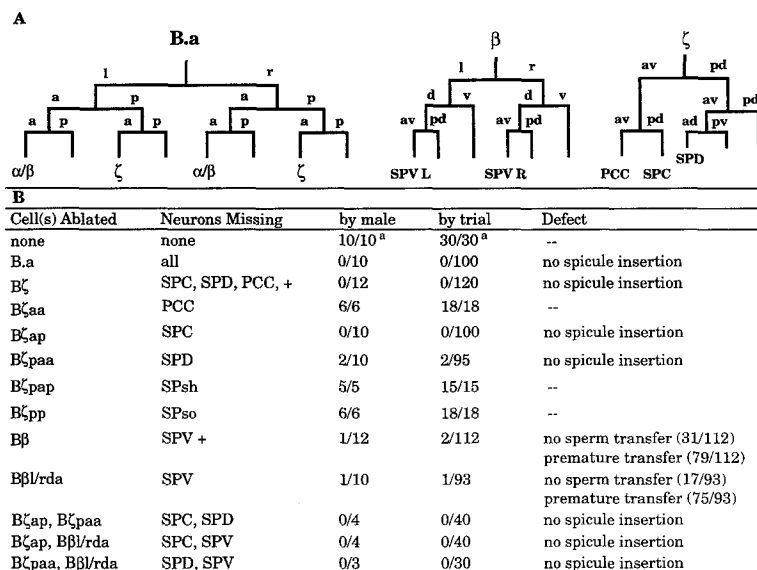 A
B.a β ζ
l r l r av pd
a p a p d v d v av pd av pd
a p a p a p a p av pd av pd ad pv
α/β ζ α/β ζ SPV L SPV R PCC SPC SPD
B
Cell(s) Ablated Neurons Missing by male by trial Defect
none none 10/10 a 30/30 a --
B.a all 0/10 0/100 no spicule insertion
Bζ SPC, SPD, PCC, + 0/12 0/120 no spicule insertion
Bζaa PCC 6/6 18/18 --
Bζap SPC 0/10 0/100 no spicule insertion
Bζpaa SPD 2/10 2/95 no spicule insertion
Bζpap SPsh 5/5 15/15 --
Bζpp SPso 6/6 18/18 --
Bβ SPV + 1/12 2/112 no sperm transfer (31/112)
premature transfer (79/112)
Bβl/rda SPV 1/10 1/93 no sperm transfer (17/93)
premature transfer (75/93)
Bζap, Bζpaa SPC, SPD 0/4 0/40 no spicule insertion
Bζap, Bβl/rda SPC, SPV 0/4 0/40 no spicule insertion
Bζpaa, Bβl/rda SPD, SPV 0/3 0/30 no spicule insertion